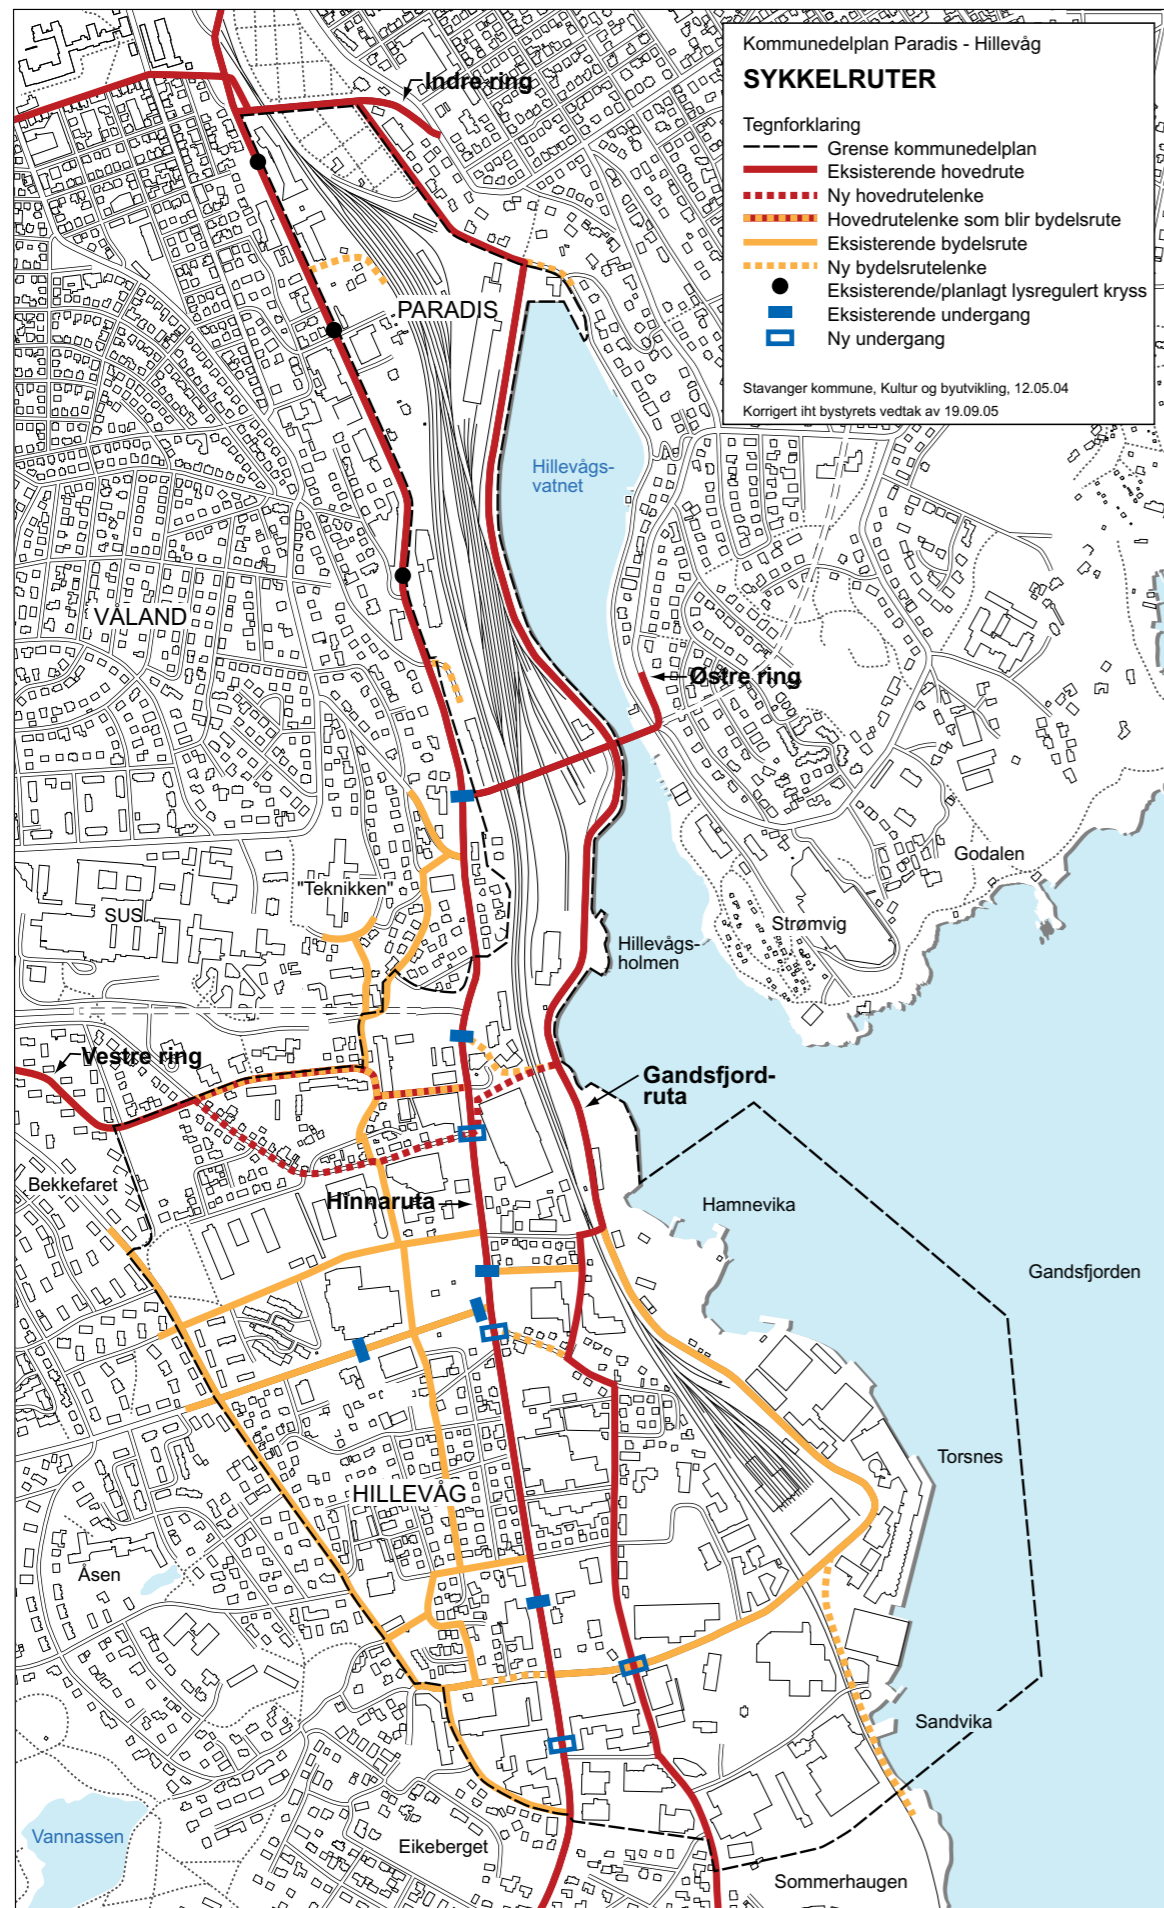 Kommunedelplan Paradis - Hillevåg
SYKKELRUTER
Tegnforklaring
Grense kommunedelplan
Eksisterende hovedrute
Ny hovedrutelenke
Hovedrutelenke som blir bydelsrute
Eksisterende bydelsrute
Ny bydelsrutelenke
Eksisterende/planlagt lysregulert kryss
Eksisterende undergang
Ny undergang
Stavanger kommune, Kultur og byutvikling, 12.05.04
Korrigert iht bystyrets vedtak av 19.09.05
Indre ring
PARADIS
Hillevågs-
vatnet
VÅLAND
Østre ring
Godalen
"Teknikken"
SUS
Strømvig
Hillevågs-
holmen
Vestre ring
Gandsfjord-
ruta
Bekkefaret
Hinnaruta
Hamnevika
Gandsfjorden
Torsnes
HILLEVÅG
Åsen
Sandvika
Vannassen
Eikeberget
Sommerhaugen